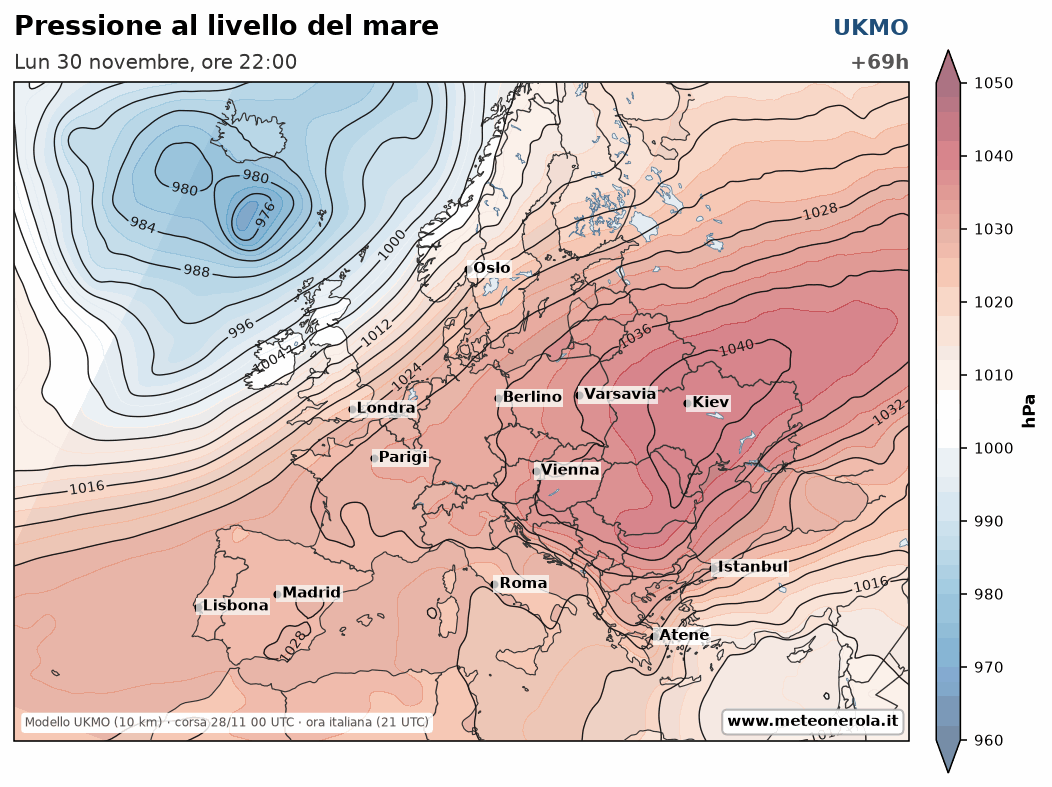 Pressione al livello del mare
UKMO
Lun 30 novembre, ore 22:00
+69h
1050
1040
1030
1020
1010
1000
990
980
970
960
hPa
980
980
976
984
988
1000
996
1004
1012
1024
1028
1036
1040
1032
1016
1016
1028
Oslo
Londra
Berlino
Varsavia
Kiev
Parigi
Vienna
Istanbul
Roma
Madrid
Lisbona
Atene
Modello UKMO (10 km) · corsa 28/11 00 UTC · ora italiana (21 UTC)
www.meteonerola.it